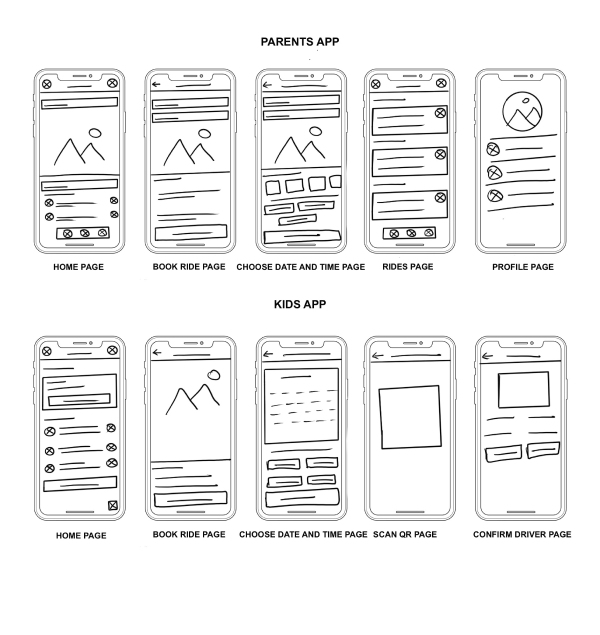 PARENTS APP
HOME PAGE
BOOK RIDE PAGE
CHOOSE DATE AND TIME PAGE
RIDES PAGE
PROFILE PAGE
KIDS APP
HOME PAGE
BOOK RIDE PAGE
CHOOSE DATE AND TIME PAGE
SCAN QR PAGE
CONFIRM DRIVER PAGE